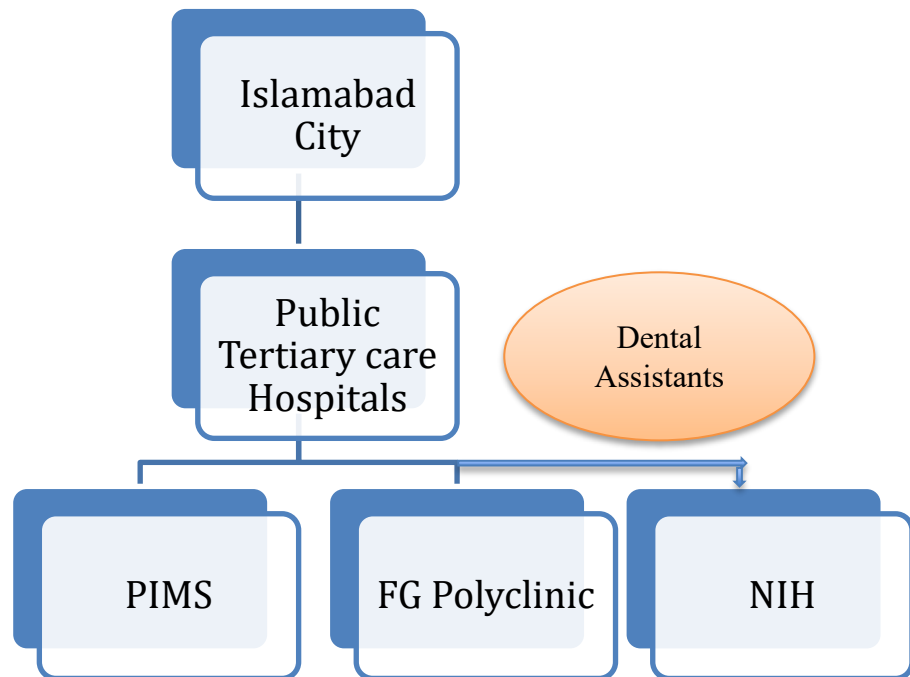 Islamabad
City
Public
Tertiary care
Hospitals
Dental
Assistants
PIMS
FG Polyclinic
NIH